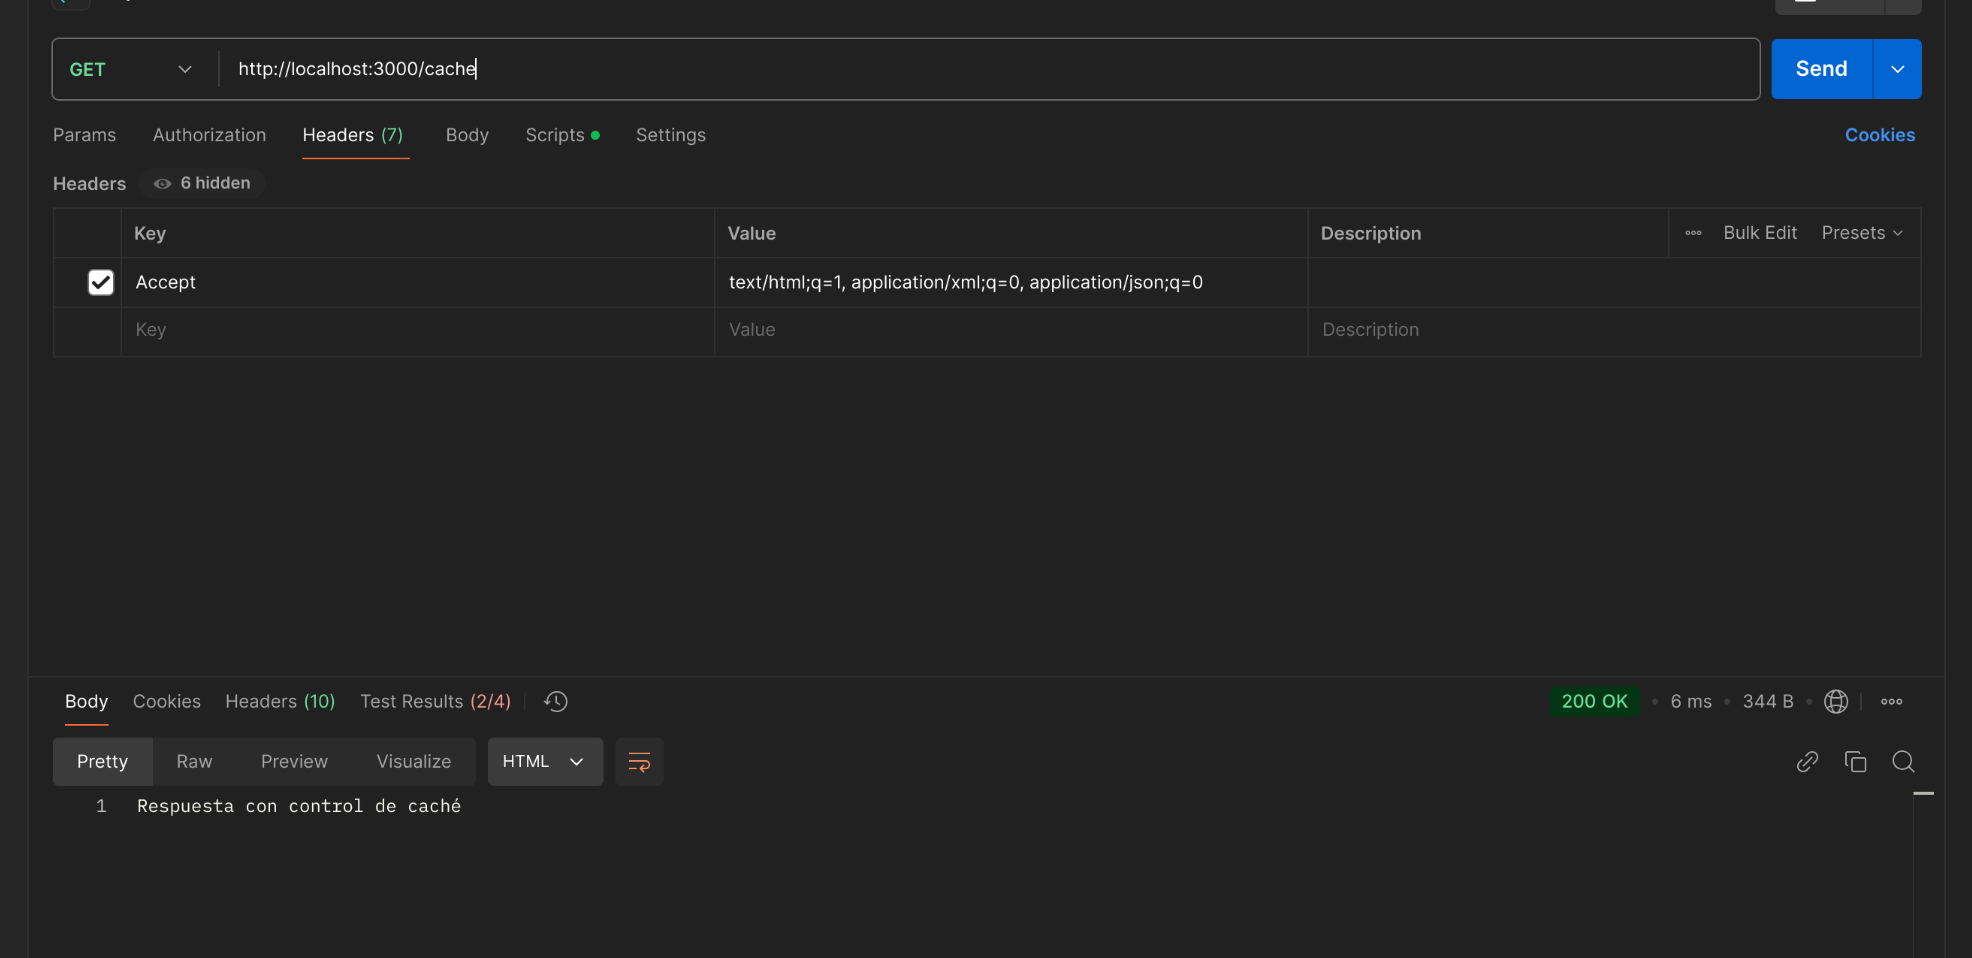 GET http://localhost:3000/cache Send
Params Authorization Headers (7) Body Scripts Settings Cookies
Headers 6 hidden
Key Value Description Bulk Edit Presets
Accept text/html;q=1, application/xml;q=0, application/json;q=0
Key Value Description
Body Cookies Headers (10) Test Results (2/4) 200 OK • 6 ms • 344 B •
Pretty Raw Preview Visualize HTML
1 Respuesta con control de caché